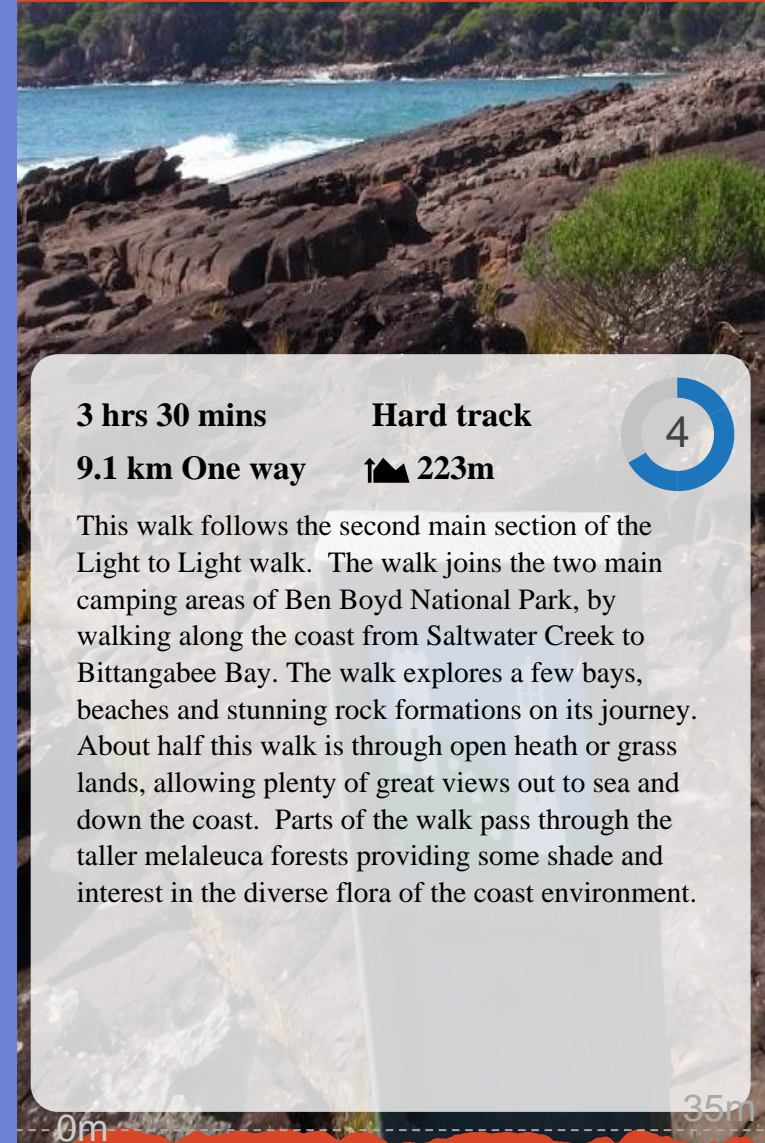 3 hrs 30 mins Hard track 4
9.1 km One way 223m
This walk follows the second main section of the
Light to Light walk. The walk joins the two main
camping areas of Ben Boyd National Park, by
walking along the coast from Saltwater Creek to
Bittangabee Bay. The walk explores a few bays,
beaches and stunning rock formations on its journey.
About half this walk is through open heath or grass
lands, allowing plenty of great views out to sea and
down the coast. Parts of the walk pass through the
taller melaleuca forests providing some shade and
interest in the diverse flora of the coast environment.
35m
0m